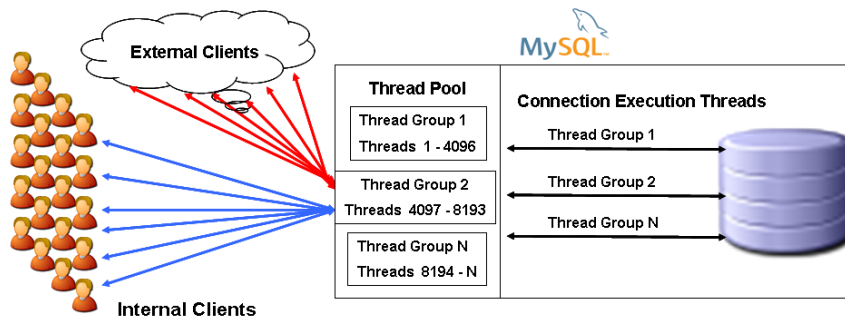 MySQL™
External Clients
Thread Pool
Thread Group 1
Threads 1 - 4096
Thread Group 2
Threads 4097 - 8193
Thread Group N
Threads 8194 - N
Connection Execution Threads
Thread Group 1
Thread Group 2
Thread Group N
Internal Clients